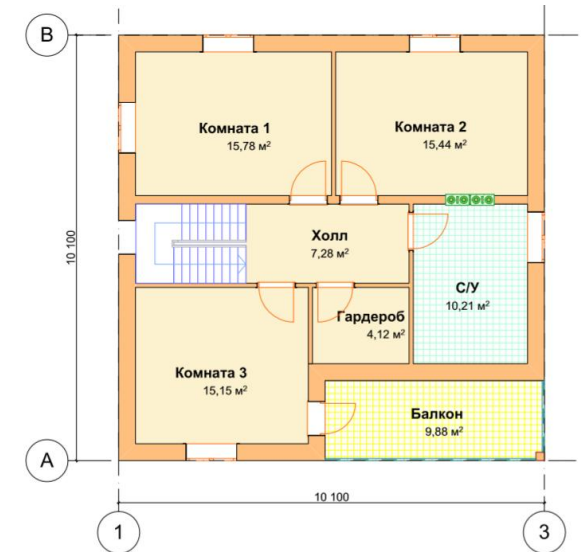 В
Комната 1
15,78 м²
Комната 2
15,44 м²
Холл
7,28 м²
10 100
С/У
10,21 м²
Гардероб
4,12 м²
Комната 3
15,15 м²
Балкон
9,88 м²
А
10 100
1
3